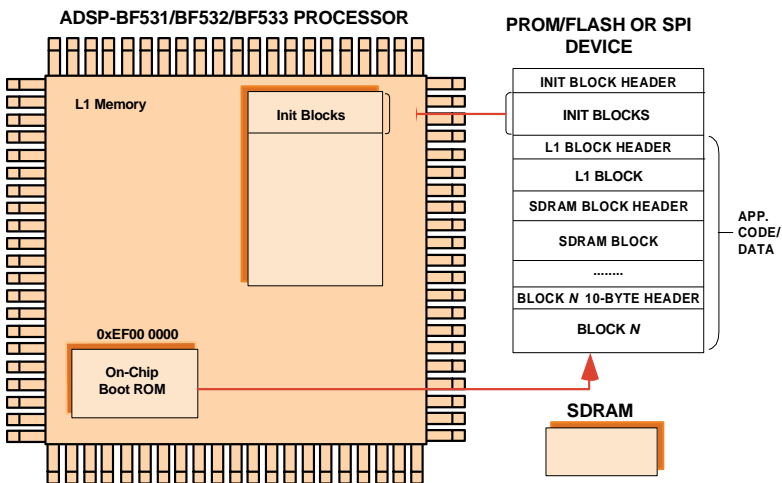 ADSP-BF531/BF532/BF533 PROCESSOR
L1 Memory
Init Blocks
0xEF00 0000
On-Chip
Boot ROM
PROM/FLASH OR SPI
DEVICE
INIT BLOCK HEADER
INIT BLOCKS
L1 BLOCK HEADER
L1 BLOCK
SDRAM BLOCK HEADER
SDRAM BLOCK
........
BLOCK N 10-BYTE HEADER
BLOCK N
APP.
CODE/
DATA
SDRAM